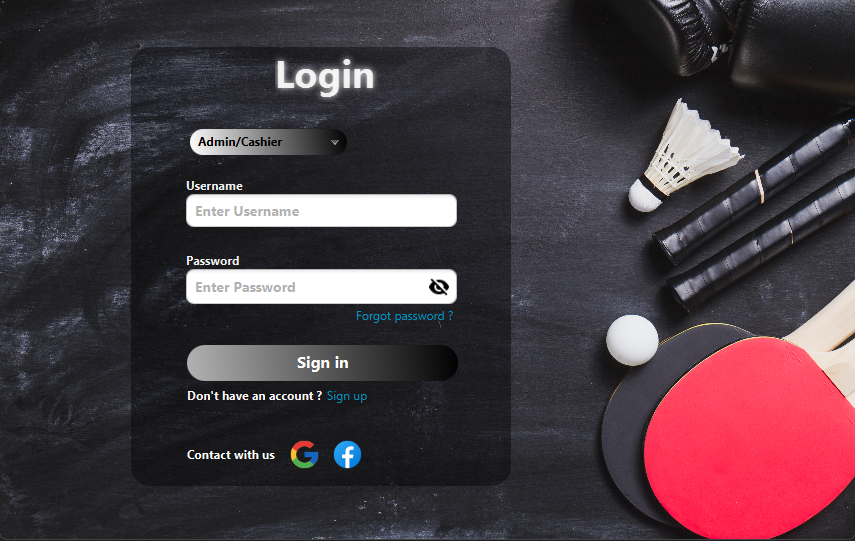 Login
Admin/Cashier
Username
Enter Username
Password
Enter Password
Forgot password ?
Sign in
Don't have an account ? Sign up
Contact with us